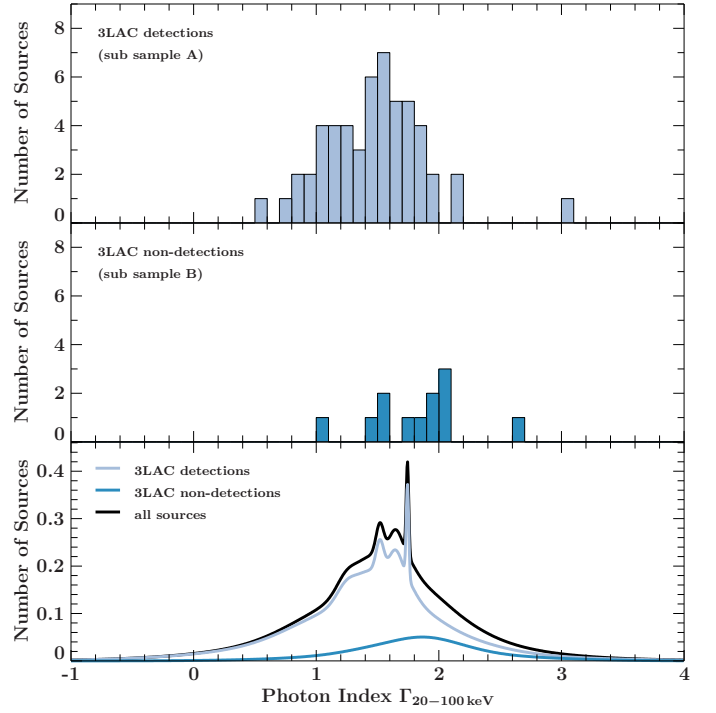 8
6
4
2
0
Number of Sources
3LAC detections
(sub sample A)
8
6
4
2
0
Number of Sources
3LAC non-detections
(sub sample B)
0.4
0.3
0.2
0.1
0
Number of Sources
3LAC detections
3LAC non-detections
all sources
-1 0 1 2 3 4
Photon Index Γ20−100 keV